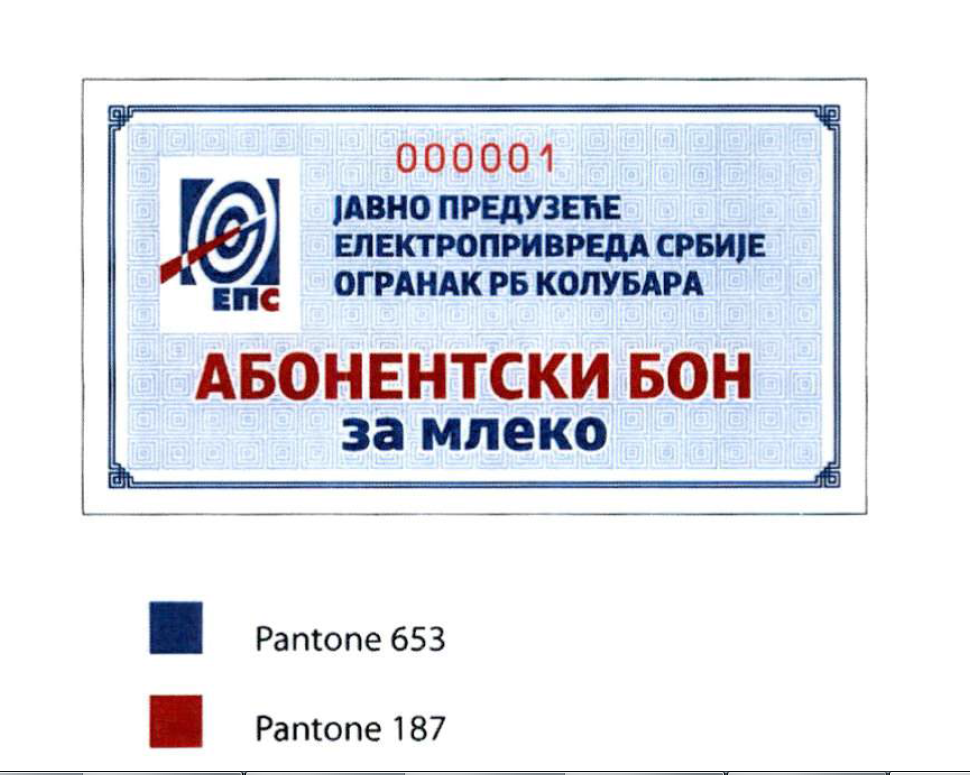 000001
ЈАВНО ПРЕДУЗЕЋЕ
ЕЛЕКТРОПРИВРЕДА СРБИЈЕ
ОГРАНАК РБ КОЛУБАРА
ЕПС
АБОНЕНТСКИ БОН
за млеко
Pantone 653
Pantone 187